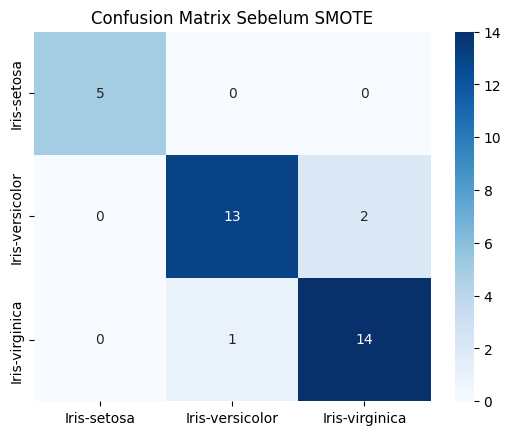 Confusion Matrix Sebelum SMOTE
Iris-setosa
5 0 0
Iris-versicolor
0 13 2
Iris-virginica
0 1 14
Iris-setosa Iris-versicolor Iris-virginica
14
12
10
8
6
4
2
0